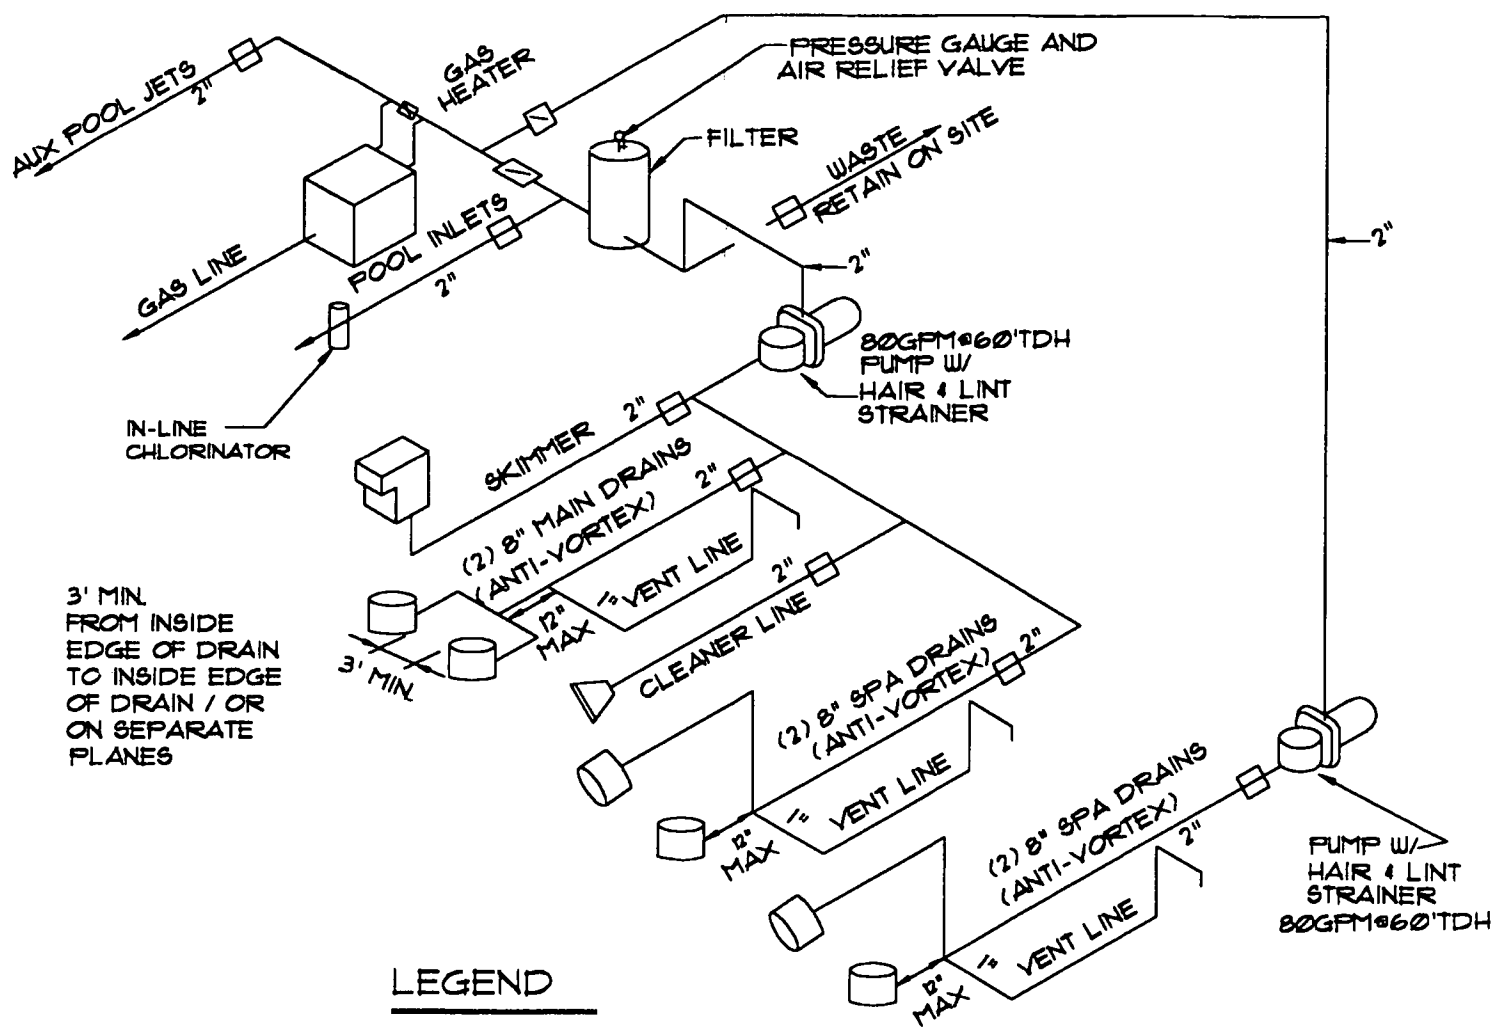 AUX POOL JETS
2"
GAS
HEATER
PRESSURE GAUGE AND
AIR RELIEF VALVE
FILTER
WASTE
RETAIN ON SITE
GAS LINE
POOL INLETS
2"
2"
2"
IN-LINE
CHLORINATOR
80GPM@60'TDH
PUMP W/
HAIR & LINT
STRAINER
SKIMMER
2"
(2) 8" MAIN DRAINS
(ANTI-VORTEX)
2"
1" VENT LINE
12"
MAX
3' MIN.
3' MIN.
FROM INSIDE
EDGE OF DRAIN
TO INSIDE EDGE
OF DRAIN / OR
ON SEPARATE
PLANES
CLEANER LINE
2"
(2) 8" SPA DRAINS
(ANTI-VORTEX)
2"
1" VENT LINE
12"
MAX
(2) 8" SPA DRAINS
(ANTI-VORTEX)
2"
1" VENT LINE
12"
MAX
PUMP W/
HAIR & LINT
STRAINER
80GPM@60'TDH
LEGEND